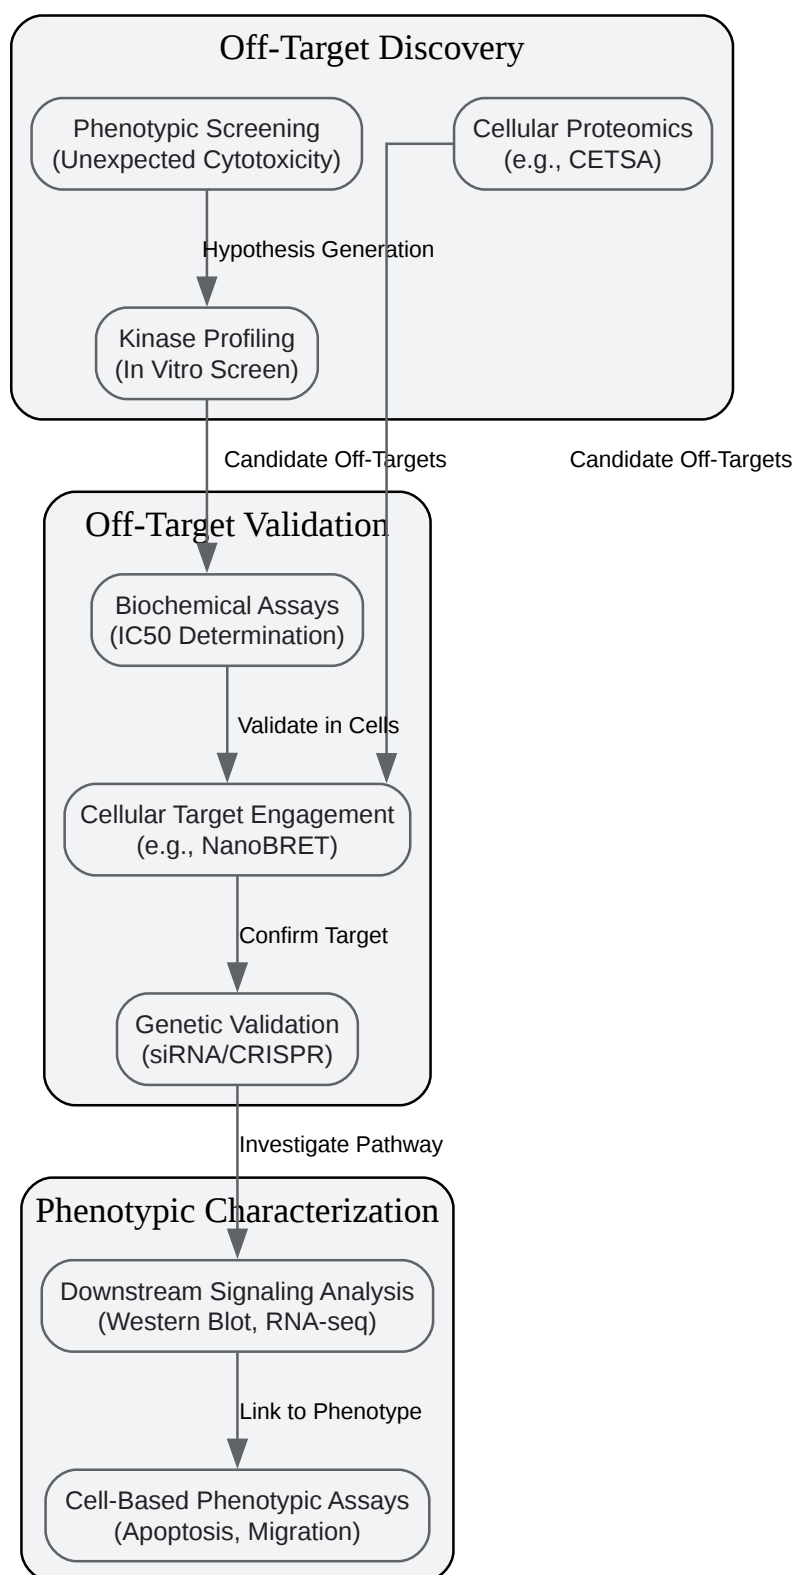 Off-Target Discovery
Phenotypic Screening
(Unexpected Cytotoxicity)
Cellular Proteomics
(e.g., CETSA)
Hypothesis Generation
Kinase Profiling
(In Vitro Screen)
Candidate Off-Targets
Candidate Off-Targets
Off-Target Validation
Biochemical Assays
(IC50 Determination)
Validate in Cells
Cellular Target Engagement
(e.g., NanoBRET)
Confirm Target
Genetic Validation
(siRNA/CRISPR)
Investigate Pathway
Phenotypic Characterization
Downstream Signaling Analysis
(Western Blot, RNA-seq)
Link to Phenotype
Cell-Based Phenotypic Assays
(Apoptosis, Migration)